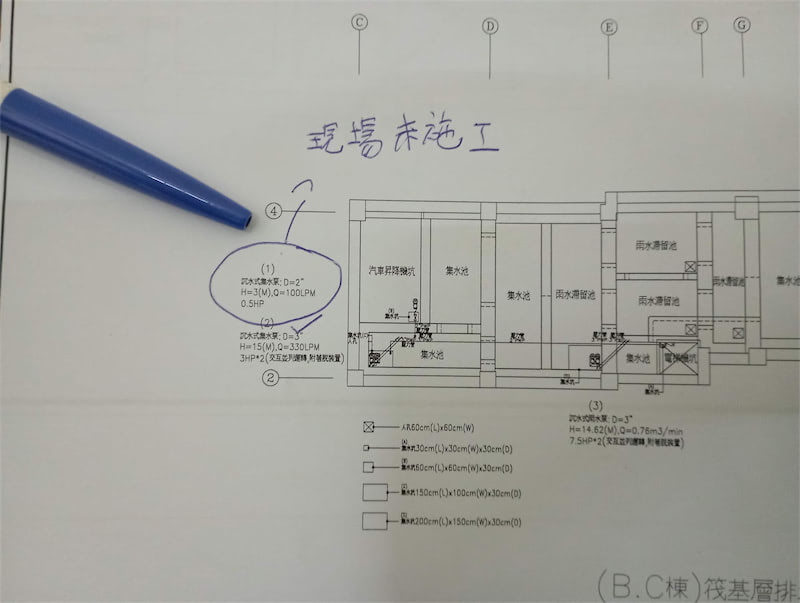 C D E F G
現場未施工
4
(1)
沉水式集水泵; D=2"
H=3(M),Q=100LPM
0.5HP
(2)
沉水式集水泵; D=3"
H=15(M),Q=330LPM
3HP*2(交互並列運轉,附著脫裝置)
2
汽車昇降機坑
集水池
集水池
雨水滯留池
雨水滯留池
雨水滯留池
雨水滯留池
集水
集水池
集水池
電梯機坑
(3)
沉水式雨水泵; D=3"
H=14.62(M),Q=0.76m3/min
7.5HP*2(交互並列運轉,附著脫裝置)
人孔60cm(L)x60cm(W)
集水坑30cm(L)x30cm(W)x30cm(D)
集水坑60cm(L)x60cm(W)x30cm(D)
集水坑150cm(L)x100cm(W)x30cm(D)
集水坑200cm(L)x150cm(W)x30cm(D)
(B.C棟)筏基層排